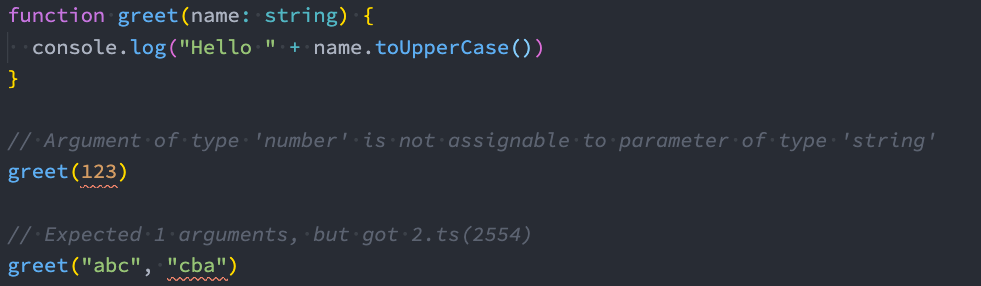 function greet(name: string) {
  console.log("Hello " + name.toUpperCase())
}
// Argument of type 'number' is not assignable to parameter of type 'string'
greet(123)
// Expected 1 arguments, but got 2.ts(2554)
greet("abc", "cba")